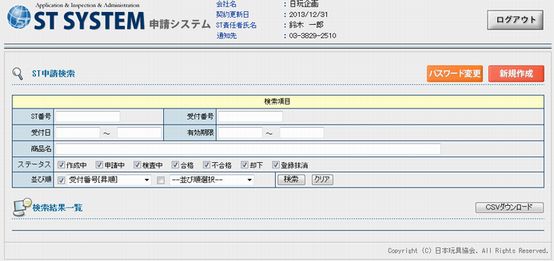 Application & Inspection & Administration
ST SYSTEM 申請システム
会社名 : 日玩企画
契約更新日 : 2013/12/31
ST責任者氏名 : 鈴木 一郎
通知先 : 03-3829-2510
ログアウト
ST申請検索
パスワード変更 新規作成
検索項目
ST番号 受付番号
受付日 ～ 有効期限 ～
商品名
ステータス 作成中 申請中 検査中 合格 不合格 却下 登録抹消
並び順 受付番号[昇順] --並び順選択-- 検索 クリア
検索結果一覧 CSVダウンロード
Copyright (C) 日本玩具協会. All Rights Reserved.